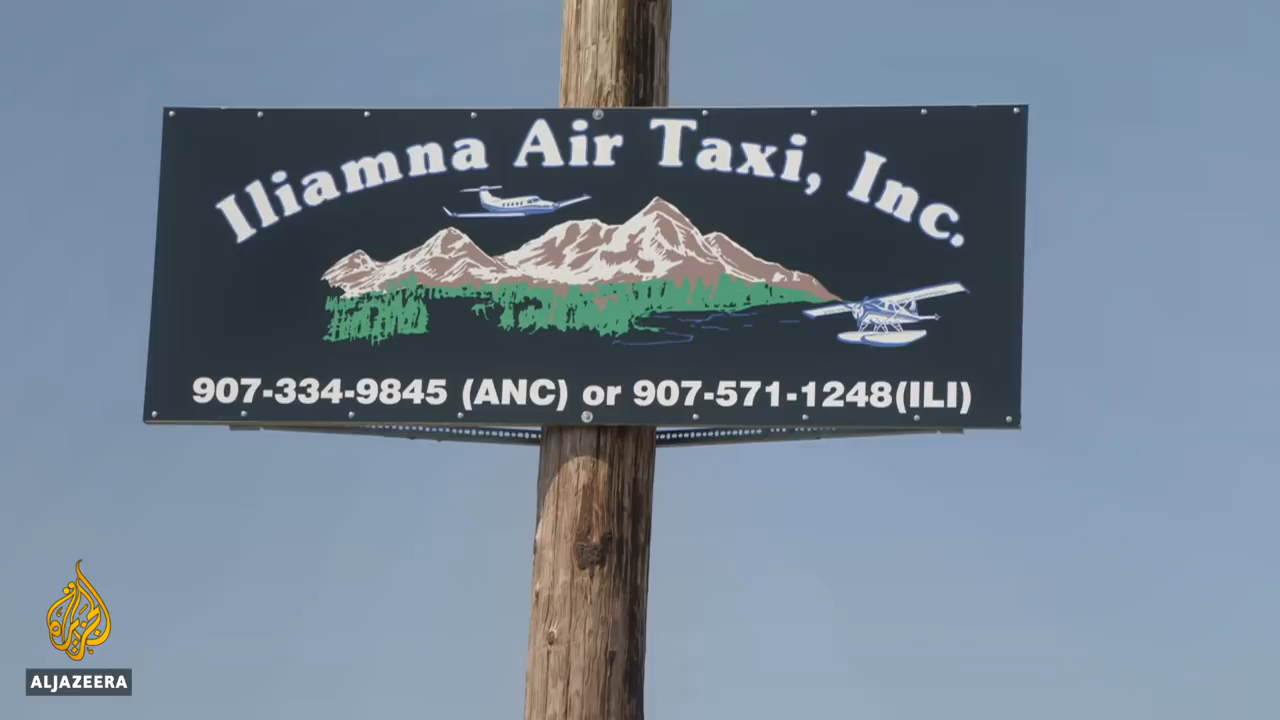 Iliamna Air Taxi, Inc.
907-334-9845 (ANC) or 907-571-1248(ILI)
ALJAZEERA